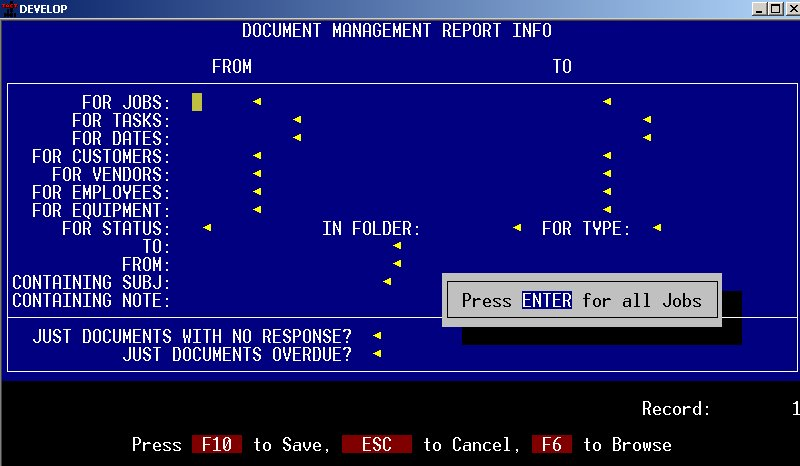 DEVELOP
DOCUMENT MANAGEMENT REPORT INFO
FROM TO
FOR JOBS:
FOR TASKS:
FOR DATES:
FOR CUSTOMERS:
FOR VENDORS:
FOR EMPLOYEES:
FOR EQUIPMENT:
FOR STATUS: IN FOLDER: FOR TYPE:
TO:
FROM:
CONTAINING SUBJ:
CONTAINING NOTE:
Press ENTER for all Jobs
JUST DOCUMENTS WITH NO RESPONSE?
JUST DOCUMENTS OVERDUE?
Record: 1
Press F10 to Save, ESC to Cancel, F6 to Browse